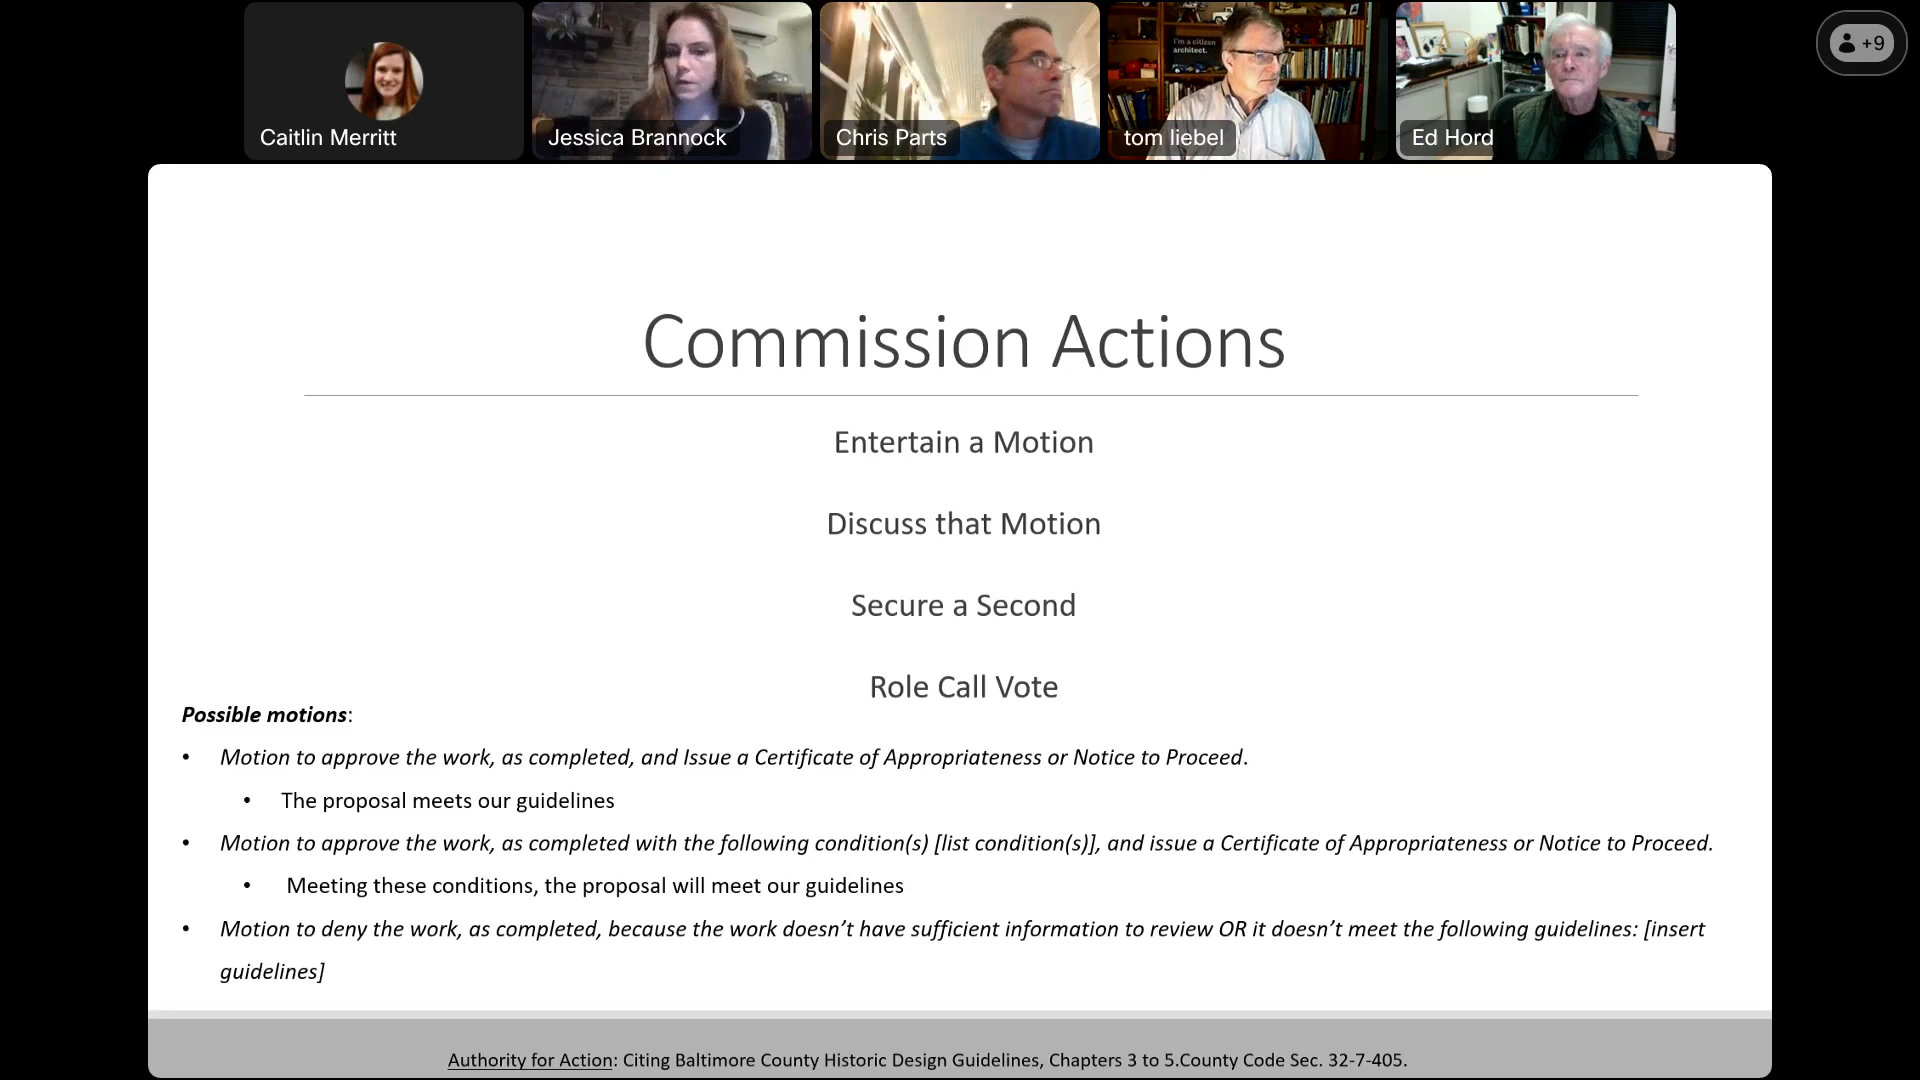 Caitlin Merritt
Jessica Brannock
Chris Parts
I'm a citizen
architect.
tom liebel
Ed Hord
+9
Commission Actions
Entertain a Motion
Discuss that Motion
Secure a Second
Role Call Vote
Possible motions:
• Motion to approve the work, as completed, and Issue a Certificate of Appropriateness or Notice to Proceed.
• The proposal meets our guidelines
• Motion to approve the work, as completed with the following condition(s) [list condition(s)], and issue a Certificate of Appropriateness or Notice to Proceed.
• Meeting these conditions, the proposal will meet our guidelines
• Motion to deny the work, as completed, because the work doesn’t have sufficient information to review OR it doesn’t meet the following guidelines: [insert
guidelines]
Authority for Action: Citing Baltimore County Historic Design Guidelines, Chapters 3 to 5.County Code Sec. 32-7-405.